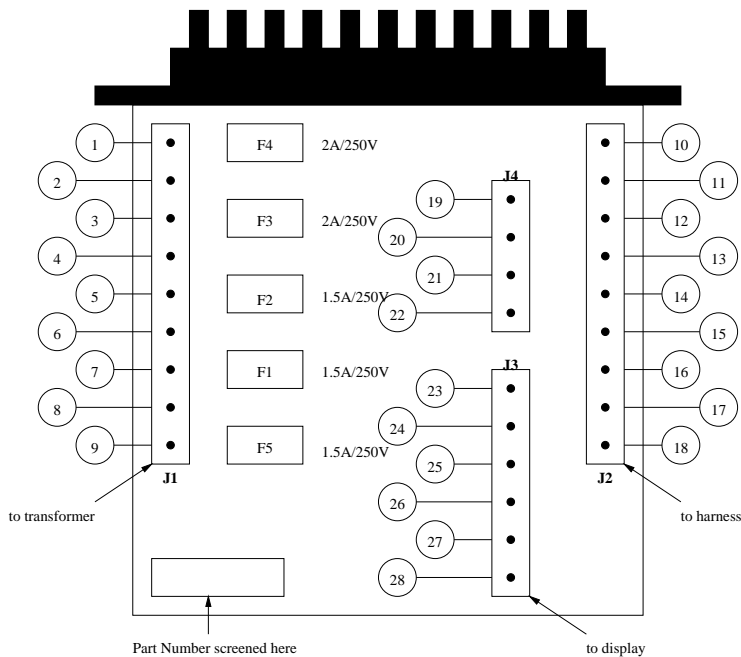 1
F4
2A/250V
10
2
J4
11
3
F3
2A/250V
19
12
4
20
13
5
F2
1.5A/250V
21
14
6
22
15
7
F1
1.5A/250V
J3
16
8
23
17
9
F5
1.5A/250V
24
18
J1
25
J2
to transformer
26
to harness
27
28
Part Number screened here
to display